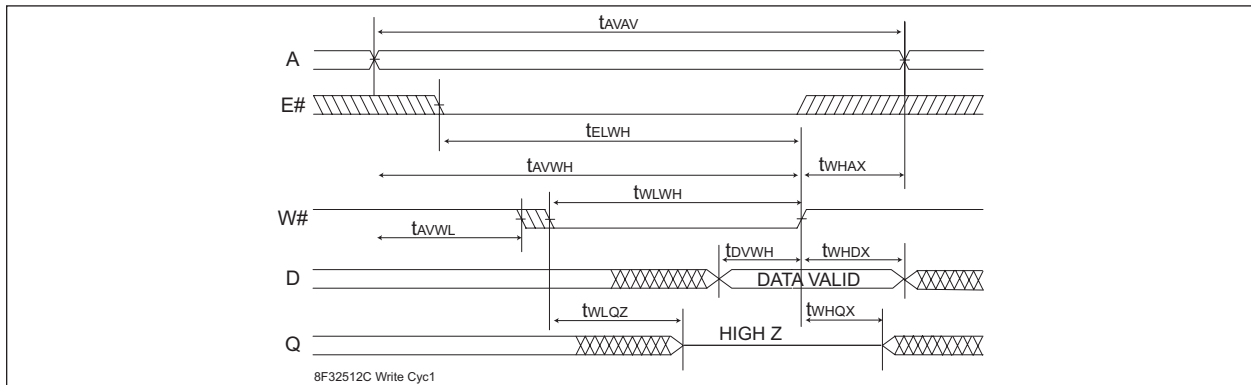 tAVAV
A
E#
tELWH
tAVWH
tWHAX
tWLWH
W#
tAVWL
tDVWH
tWHDX
D
DATA VALID
tWLQZ
tWHQX
HIGH Z
Q
8F32512C Write Cyc1